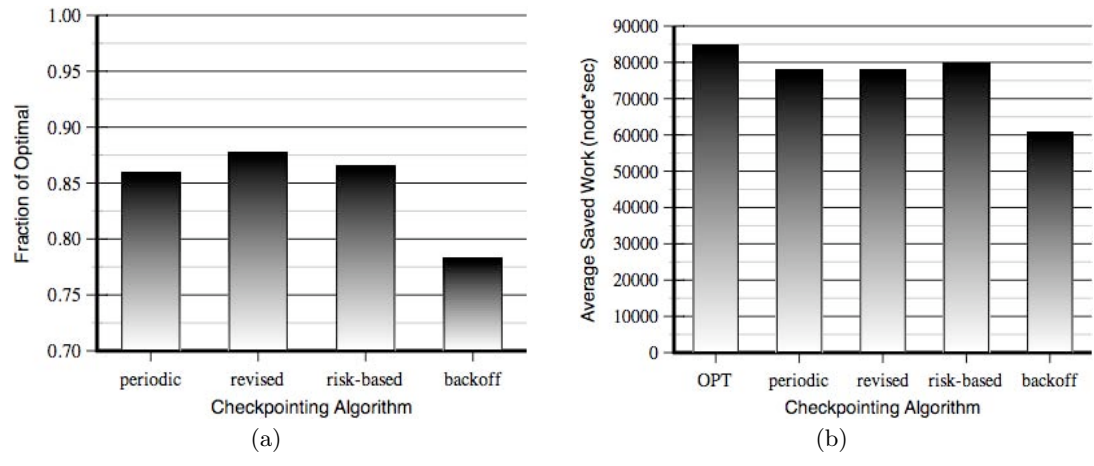 1.00
0.95
0.90
0.85
0.80
0.75
0.70
Fraction of Optimal
periodic revised risk-based backoff
Checkpointing Algorithm
(a)
90000
80000
70000
60000
50000
40000
30000
20000
10000
0
Average Saved Work (node*sec)
OPT periodic revised risk-based backoff
Checkpointing Algorithm
(b)